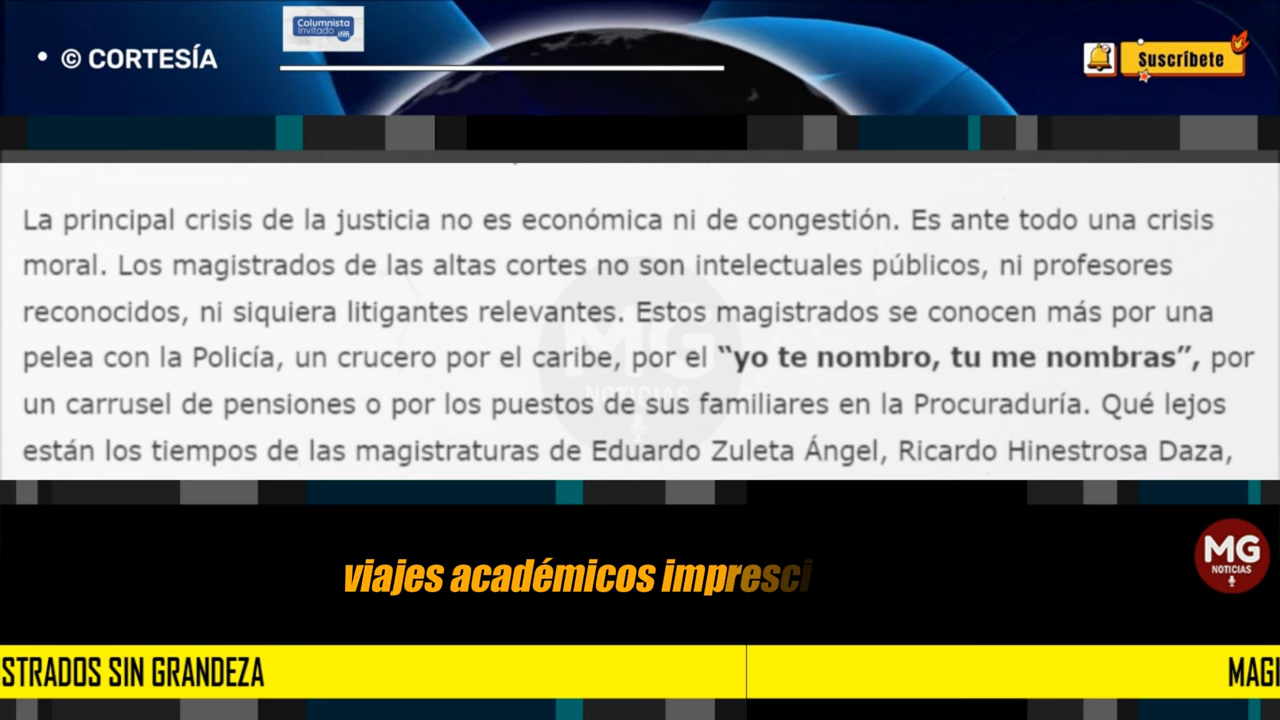 Columnista
Invitado
• © CORTESÍA
Suscríbete
La principal crisis de la justicia no es económica ni de congestión. Es ante todo una crisis
moral. Los magistrados de las altas cortes no son intelectuales públicos, ni profesores
reconocidos, ni siquiera litigantes relevantes. Estos magistrados se conocen más por una
pelea con la Policía, un crucero por el caribe, por el “yo te nombro, tu me nombras”, por
un carrusel de pensiones o por los puestos de sus familiares en la Procuraduría. Qué lejos
están los tiempos de las magistraturas de Eduardo Zuleta Ángel, Ricardo Hinestrosa Daza,
MG
NOTICIAS
viajes académicos impresci
MG
NOTICIAS
STRADOS SIN GRANDEZA
MAGI